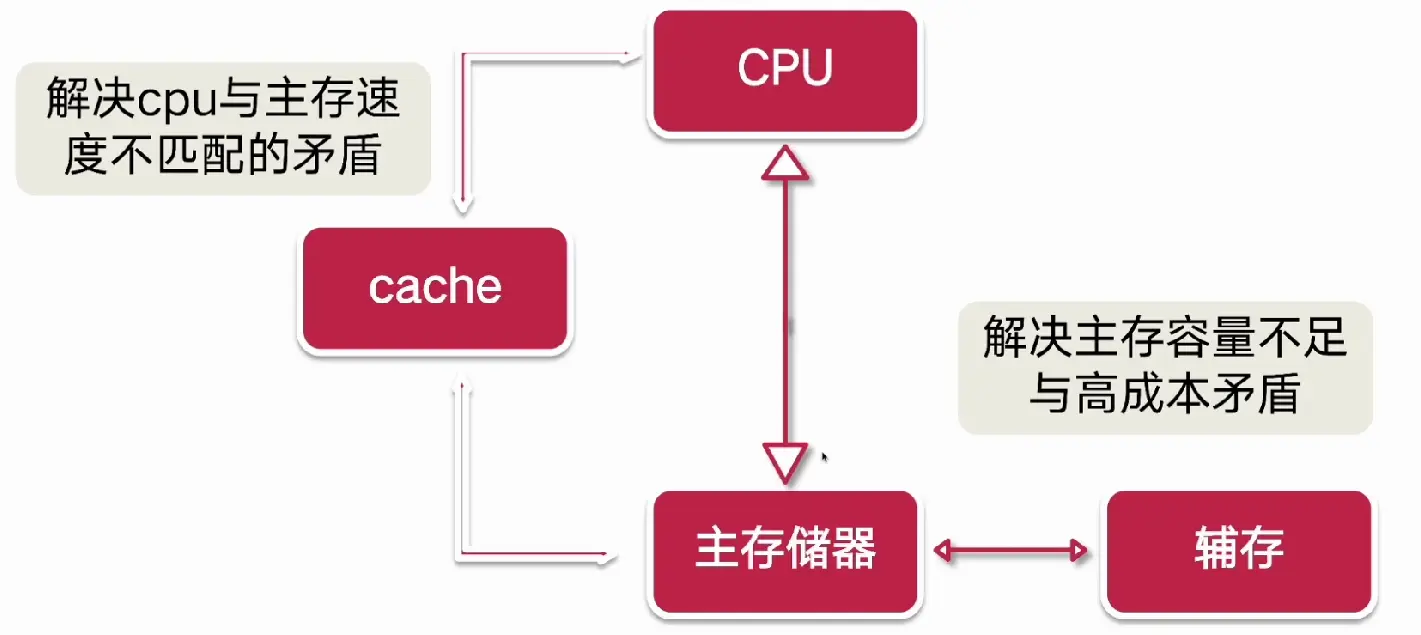 CPU
解决cpu与主存速
度不匹配的矛盾
cache
解决主存容量不足
与高成本矛盾
主存储器
辅存